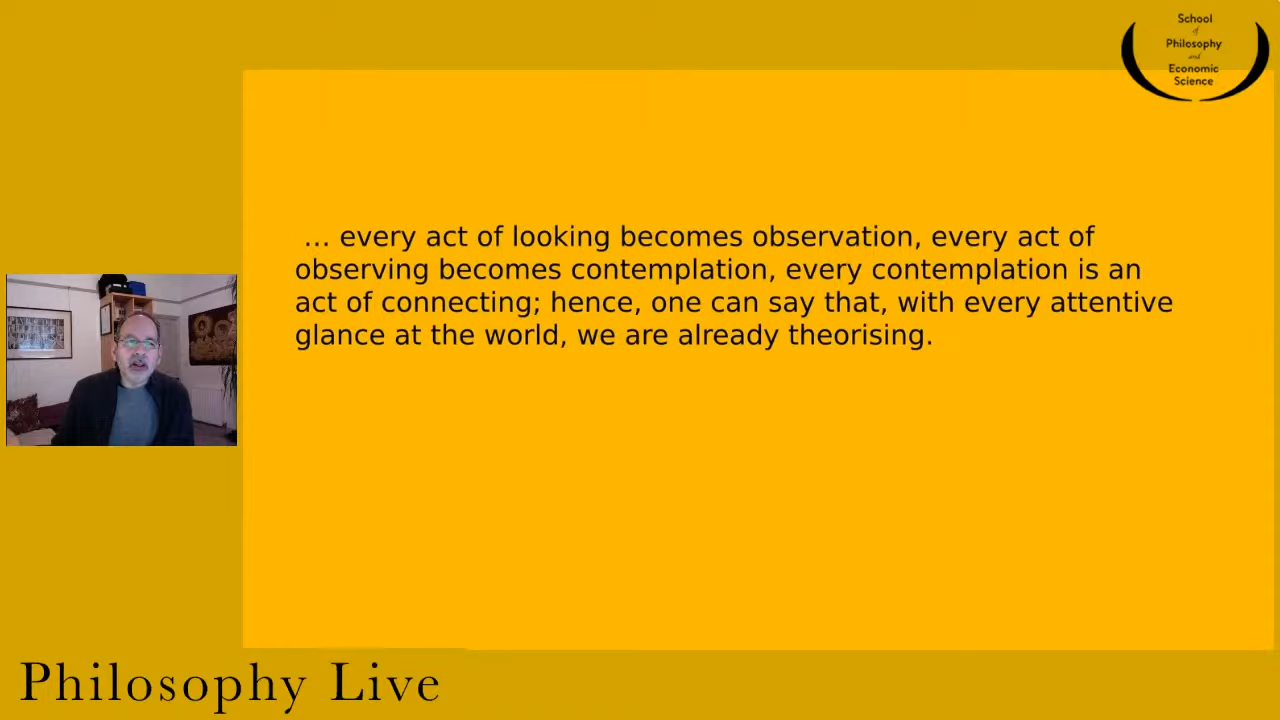 School
of
Philosophy
and
Economic
Science
... every act of looking becomes observation, every act of
observing becomes contemplation, every contemplation is an
act of connecting; hence, one can say that, with every attentive
glance at the world, we are already theorising.
Philosophy Live